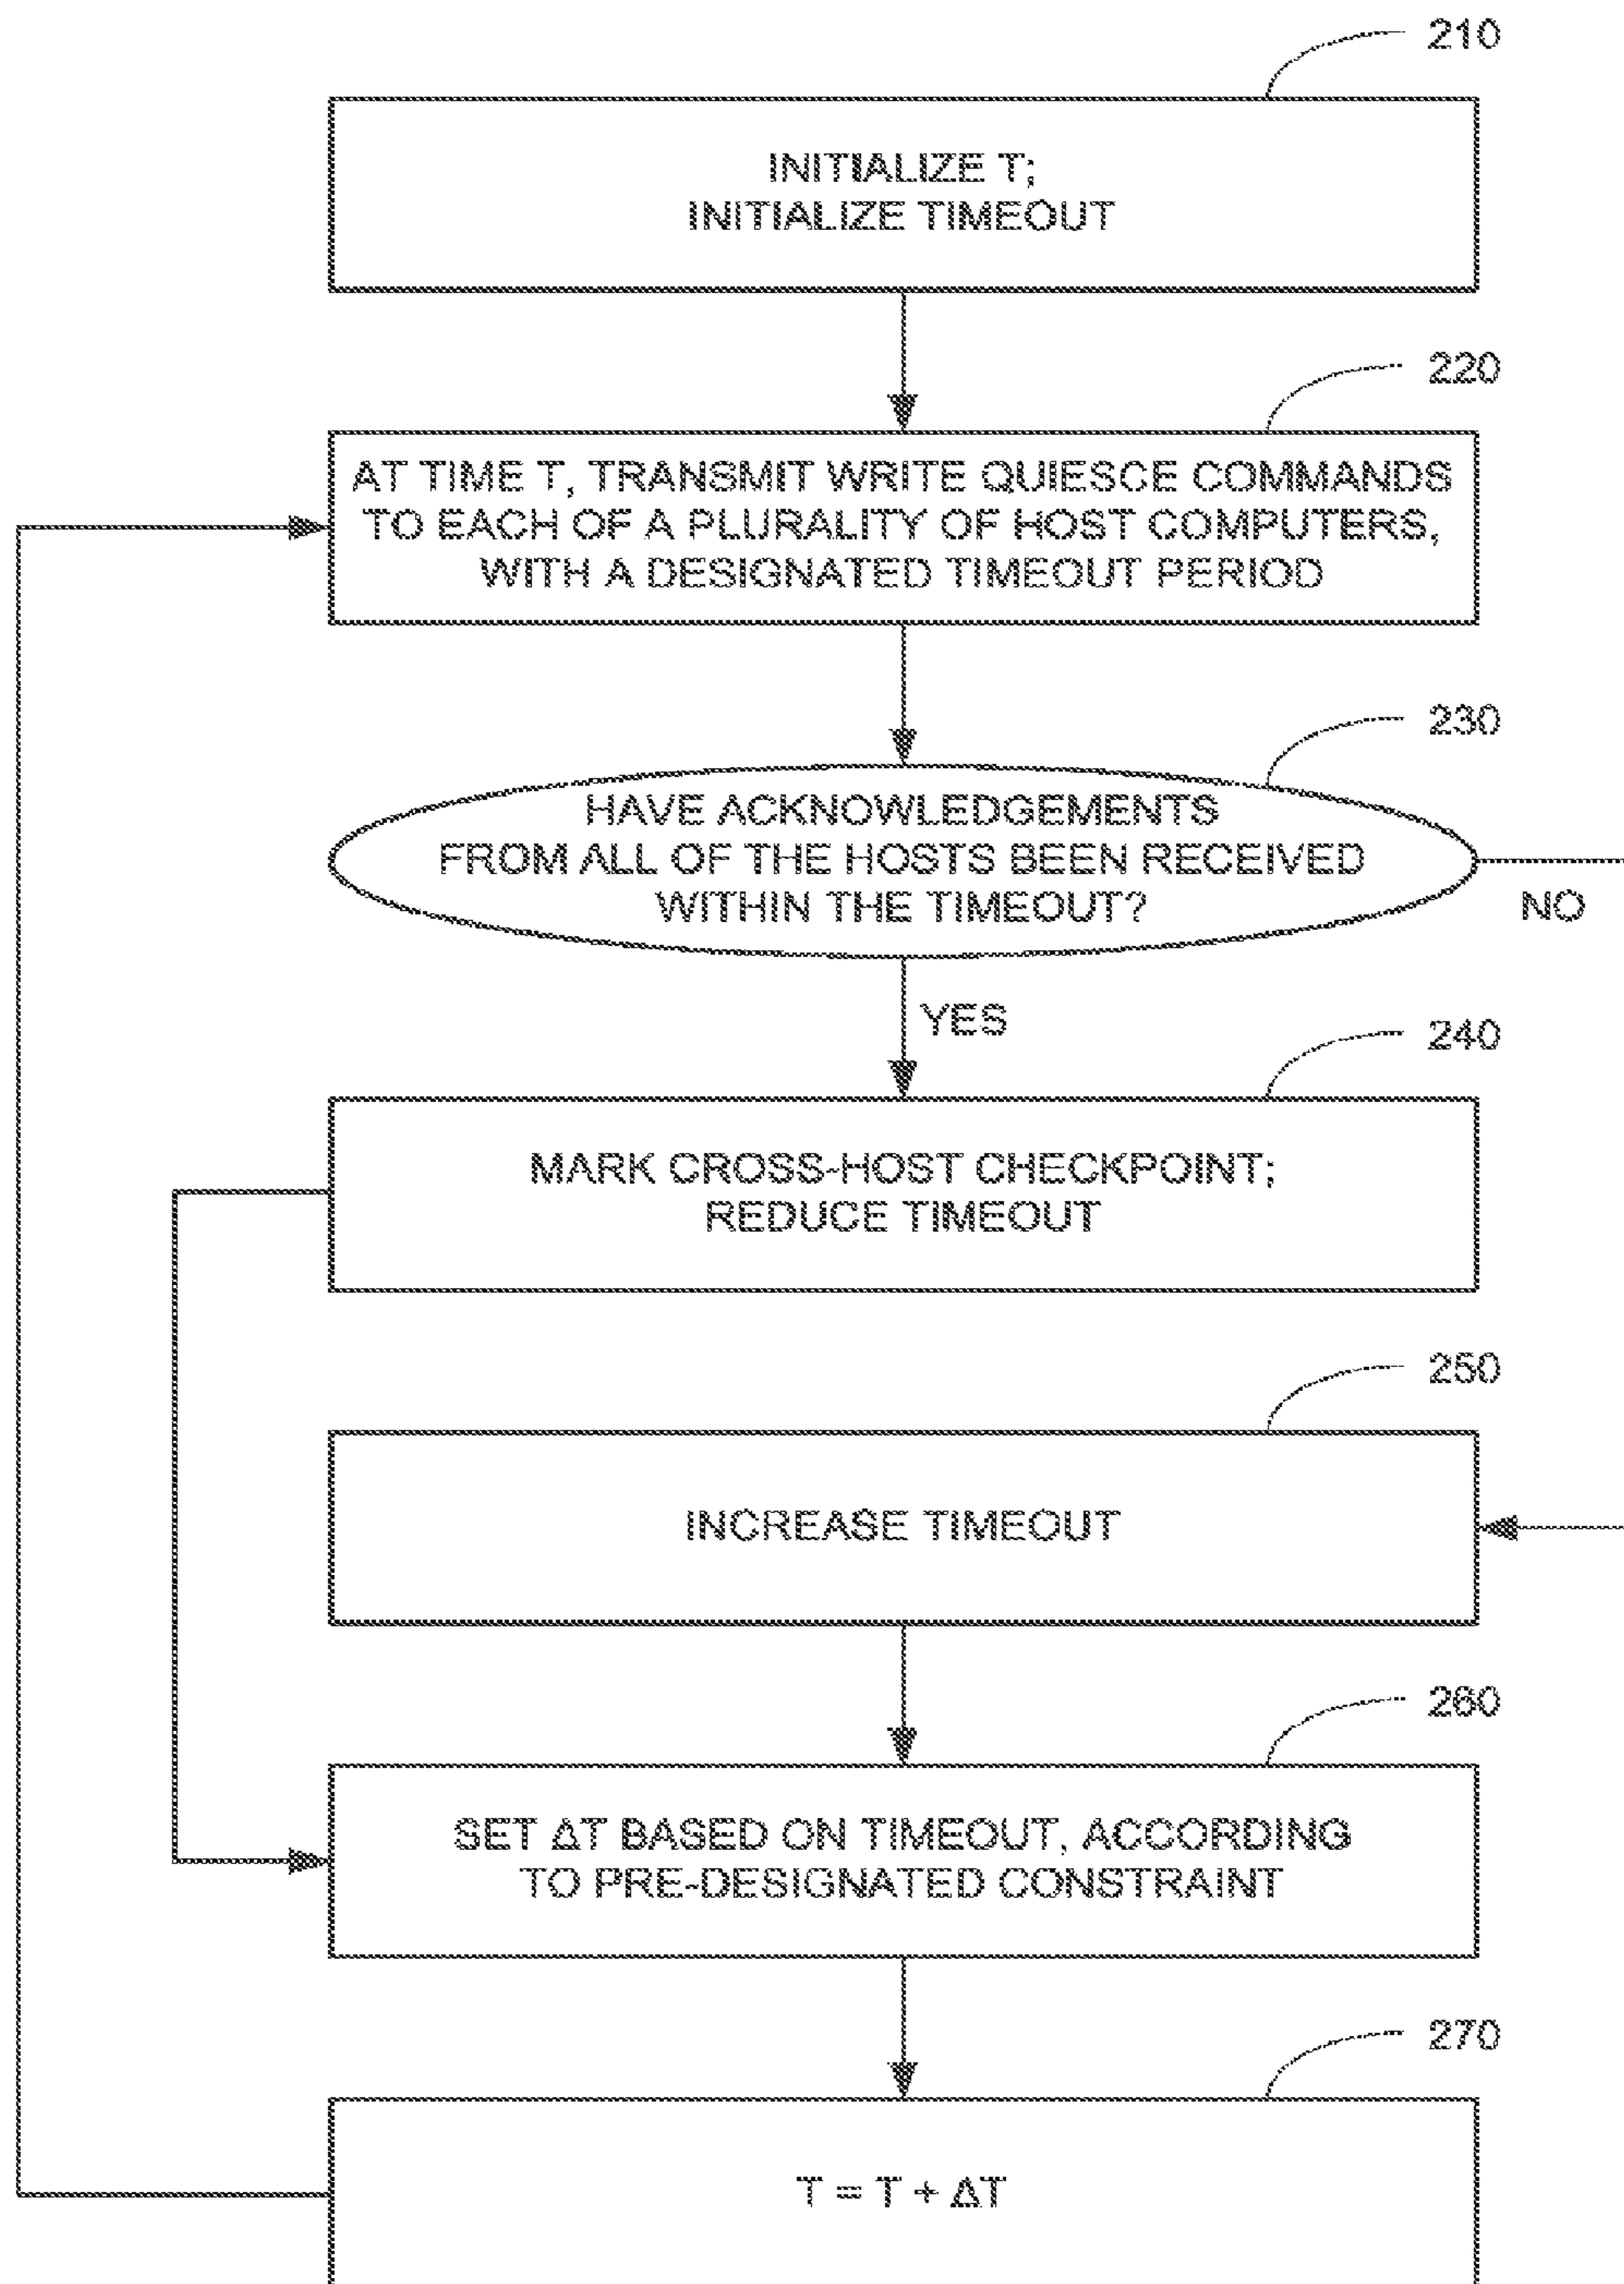 210
INITIALIZE T;
INITIALIZE TIMEOUT
220
AT TIME T, TRANSMIT WRITE QUIESCE COMMANDS
TO EACH OF A PLURALITY OF HOST COMPUTERS,
WITH A DESIGNATED TIMEOUT PERIOD
230
HAVE ACKNOWLEDGEMENTS
FROM ALL OF THE HOSTS BEEN RECEIVED
WITHIN THE TIMEOUT?
NO
YES
240
MARK CROSS-HOST CHECKPOINT;
REDUCE TIMEOUT
250
INCREASE TIMEOUT
260
SET ΔT BASED ON TIMEOUT, ACCORDING
TO PRE-DESIGNATED CONSTRAINT
270
T = T + ΔT